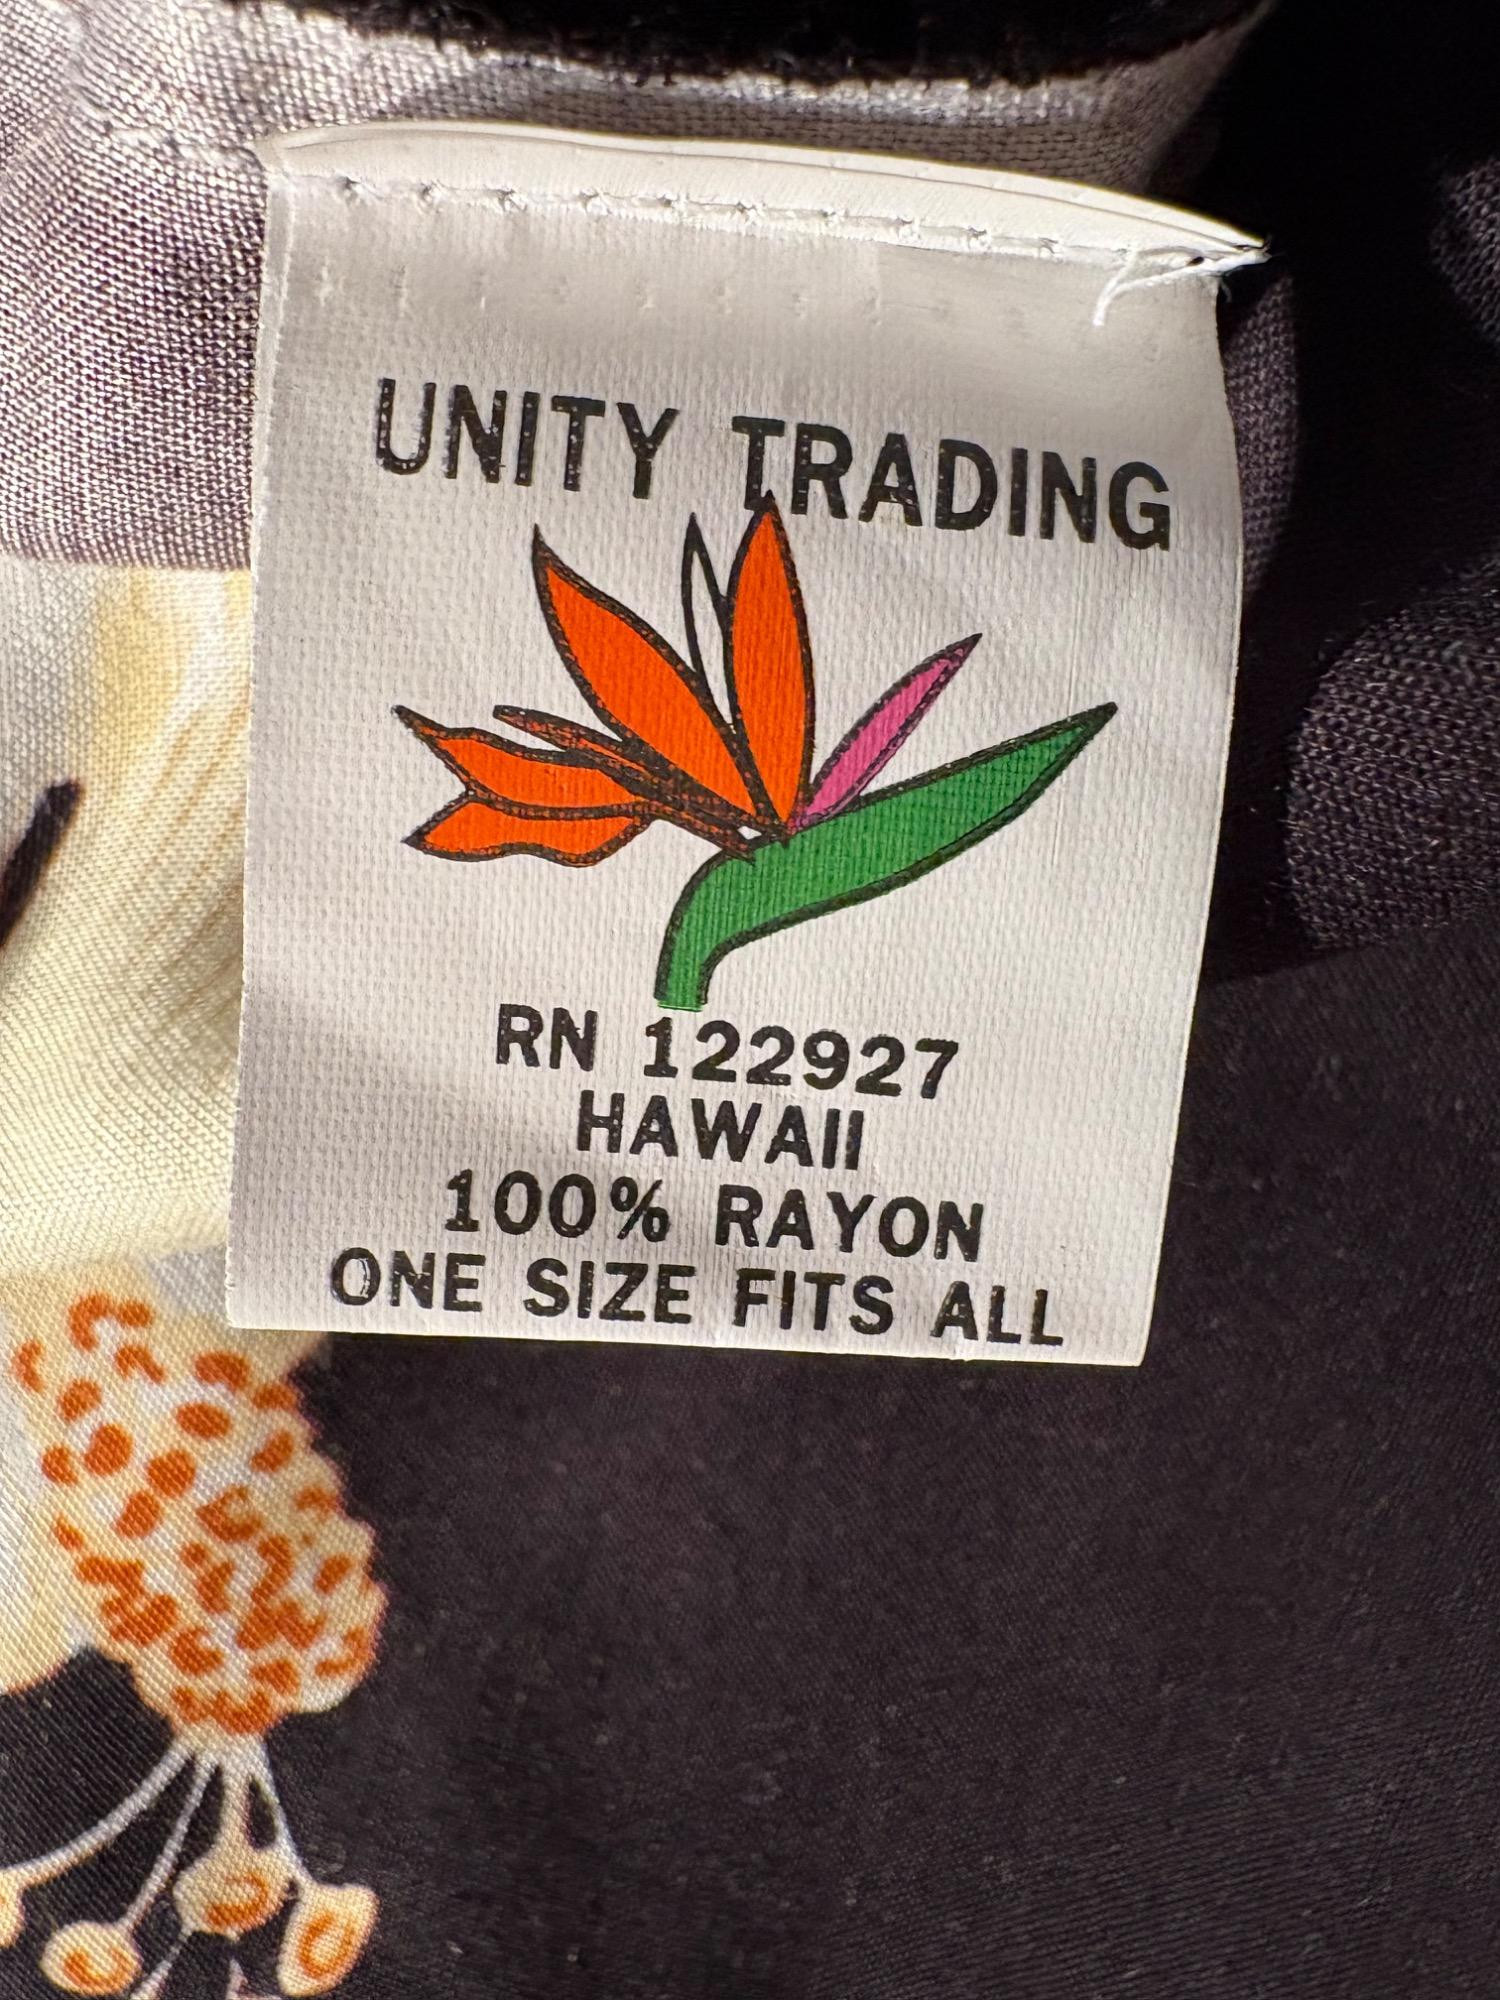 UNITY TRADING
RN 122927
HAWAII
100% RAYON
ONE SIZE FITS ALL